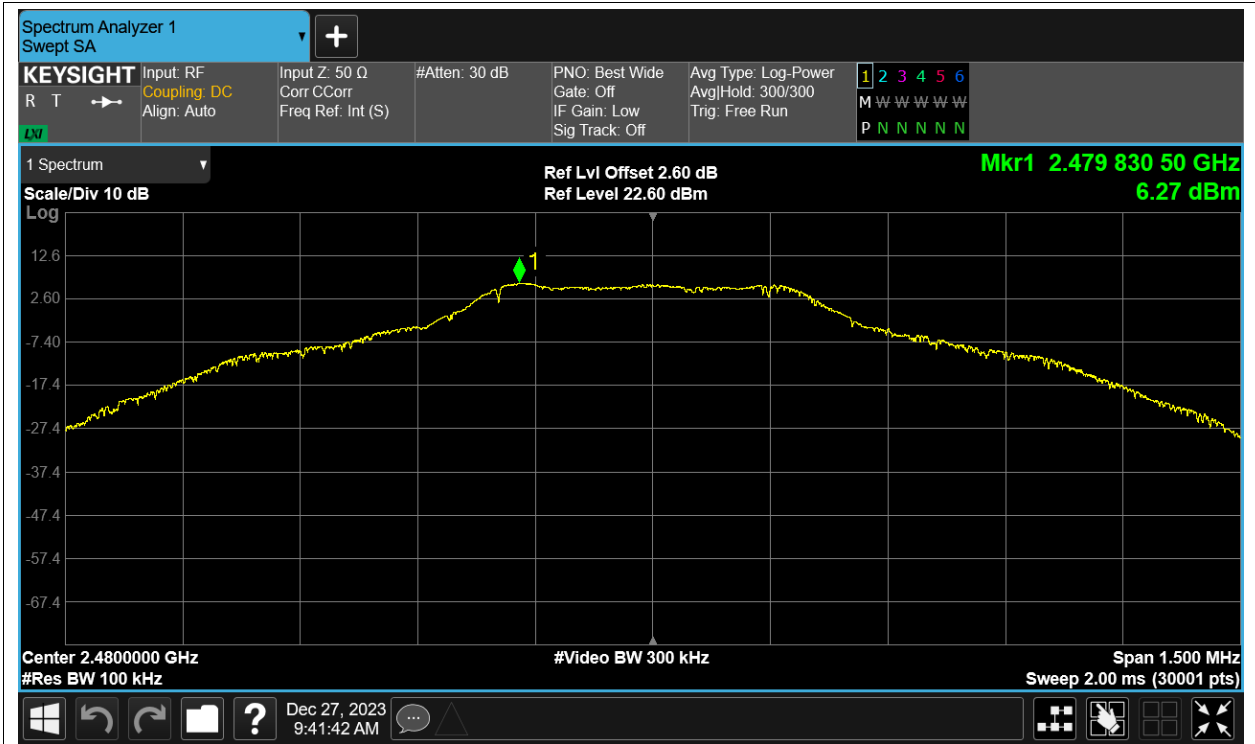 Spectrum Analyzer 1
Swept SA
KEYSIGHT
R T
LXI
Input: RF
Coupling: DC
Align: Auto
Input Z: 50 Ω
Corr CCorr
Freq Ref: Int (S)
#Atten: 30 dB
PNO: Best Wide
Gate: Off
IF Gain: Low
Sig Track: Off
Avg Type: Log-Power
Avg|Hold: 300/300
Trig: Free Run
1 2 3 4 5 6
M W W W W W
P N N N N N
1 Spectrum
Scale/Div 10 dB
Log
Ref Lvl Offset 2.60 dB
Ref Level 22.60 dBm
Mkr1 2.479 830 50 GHz
6.27 dBm
1
12.6
2.60
-7.40
-17.4
-27.4
-37.4
-47.4
-57.4
-67.4
Center 2.4800000 GHz
#Res BW 100 kHz
#Video BW 300 kHz
Span 1.500 MHz
Sweep 2.00 ms (30001 pts)
?
Dec 27, 2023
9:41:42 AM